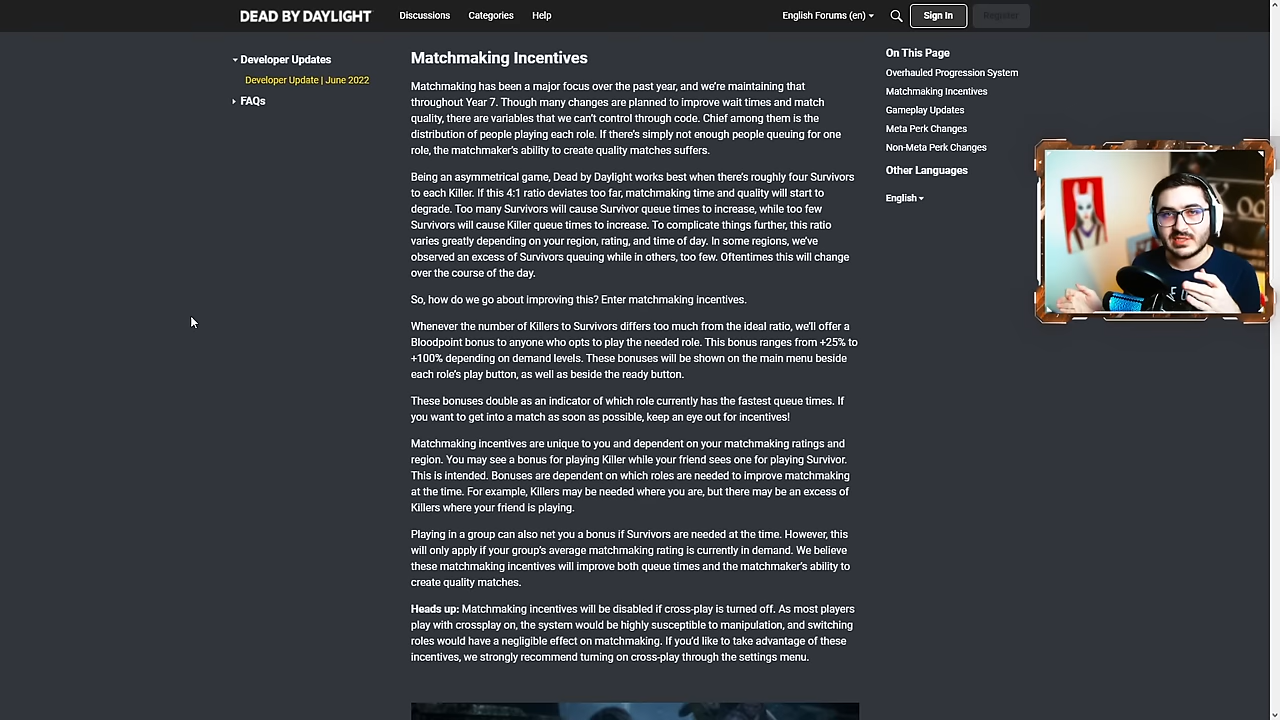 DEAD BY DAYLIGHT
Discussions
Categories
Help
English Forums (en)
Sign In
Register
Developer Updates
Developer Update | June 2022
FAQs
Matchmaking Incentives
Matchmaking has been a major focus over the past year, and we're maintaining that
throughout Year 7. Though many changes are planned to improve wait times and match
quality, there are variables that we can't control through code. Chief among them is the
distribution of people playing each role. If there's simply not enough people queuing for one
role, the matchmaker's ability to create quality matches suffers.
Being an asymmetrical game, Dead by Daylight works best when there's roughly four Survivors
to each Killer. If this 4:1 ratio deviates too far, matchmaking time and quality will start to
degrade. Too many Survivors will cause Survivor queue times to increase, while too few
Survivors will cause Killer queue times to increase. To complicate things further, this ratio
varies greatly depending on your region, rating, and time of day. In some regions, we've
observed an excess of Survivors queuing while in others, too few. Oftentimes this will change
over the course of the day.
So, how do we go about improving this? Enter matchmaking incentives.
Whenever the number of Killers to Survivors differs too much from the ideal ratio, we'll offer a
Bloodpoint bonus to anyone who opts to play the needed role. This bonus ranges from +25% to
+100% depending on demand levels. These bonuses will be shown on the main menu beside
each role's play button, as well as beside the ready button.
These bonuses double as an indicator of which role currently has the fastest queue times. If
you want to get into a match as soon as possible, keep an eye out for incentives!
Matchmaking incentives are unique to you and dependent on your matchmaking ratings and
region. You may see a bonus for playing Killer while your friend sees one for playing Survivor.
This is intended. Bonuses are dependent on which roles are needed to improve matchmaking
at the time. For example, Killers may be needed where you are, but there may be an excess of
Killers where your friend is playing.
Playing in a group can also net you a bonus if Survivors are needed at the time. However, this
will only apply if your group's average matchmaking rating is currently in demand. We believe
these matchmaking incentives will improve both queue times and the matchmaker's ability to
create quality matches.
Heads up: Matchmaking incentives will be disabled if cross-play is turned off. As most players
play with crossplay on, the system would be highly susceptible to manipulation, and switching
roles would have a negligible effect on matchmaking. If you'd like to take advantage of these
incentives, we strongly recommend turning on cross-play through the settings menu.
On This Page
Overhauled Progression System
Matchmaking Incentives
Gameplay Updates
Meta Perk Changes
Non-Meta Perk Changes
Other Languages
English